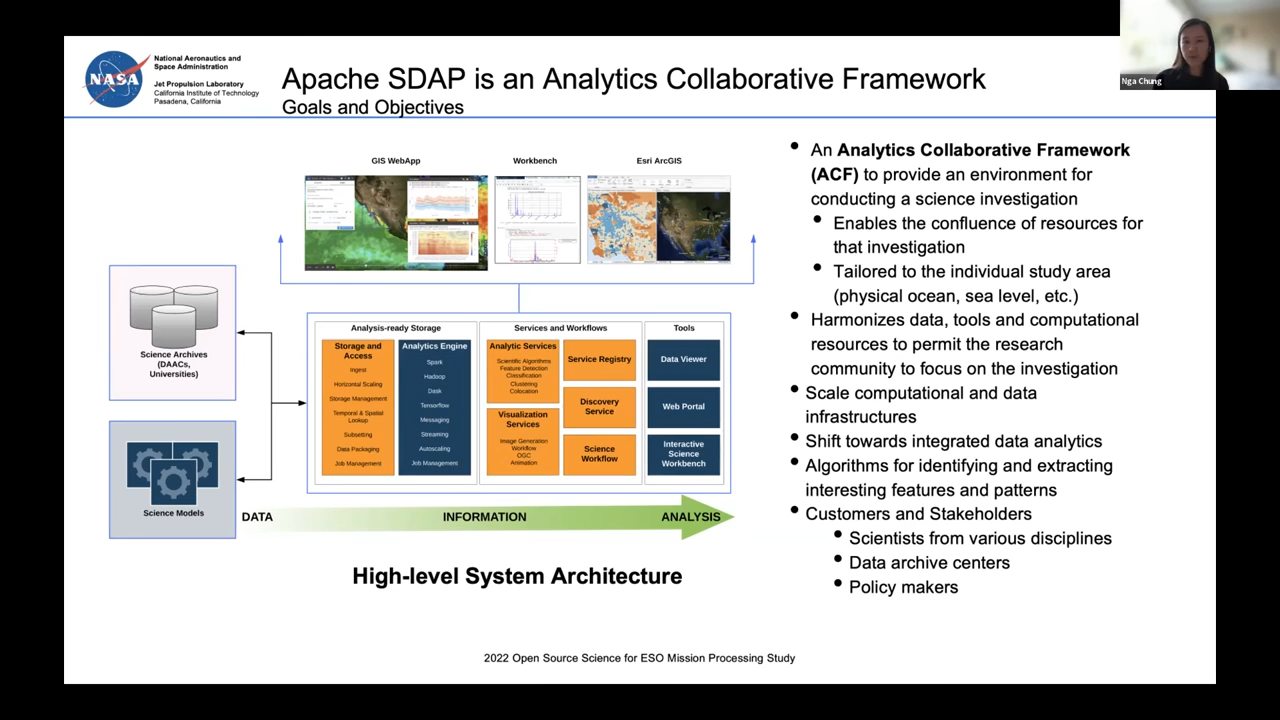 Nga Chung
NASA
National Aeronautics and
Space Administration
Jet Propulsion Laboratory
California Institute of Technology
Pasadena, California
Apache SDAP is an Analytics Collaborative Framework
Goals and Objectives
GIS WebApp
Workbench
Esri ArcGIS
Science Archives
(DAACs,
Universities)
Science Models
Analysis-ready Storage
Storage and
Access
Ingest
Horizontal Scaling
Storage Management
Temporal & Spatial
Lookup
Subsetting
Data Packaging
Job Management
Analytics Engine
Spark
Hadoop
Dask
Tensorflow
Messaging
Streaming
Autoscaling
Job Management
Services and Workflows
Analytic Services
Scientific Algorithms
Feature Detection
Classification
Clustering
Colocation
Visualization
Services
Image Generation
Workflow
OGC
Animation
Service Registry
Discovery
Service
Science
Workflow
Tools
Data Viewer
Web Portal
Interactive
Science
Workbench
DATA
INFORMATION
ANALYSIS
High-level System Architecture
• An Analytics Collaborative Framework
(ACF) to provide an environment for
conducting a science investigation
• Enables the confluence of resources for
that investigation
• Tailored to the individual study area
(physical ocean, sea level, etc.)
• Harmonizes data, tools and computational
resources to permit the research
community to focus on the investigation
• Scale computational and data
infrastructures
• Shift towards integrated data analytics
• Algorithms for identifying and extracting
interesting features and patterns
• Customers and Stakeholders
• Scientists from various disciplines
• Data archive centers
• Policy makers
2022 Open Source Science for ESO Mission Processing Study